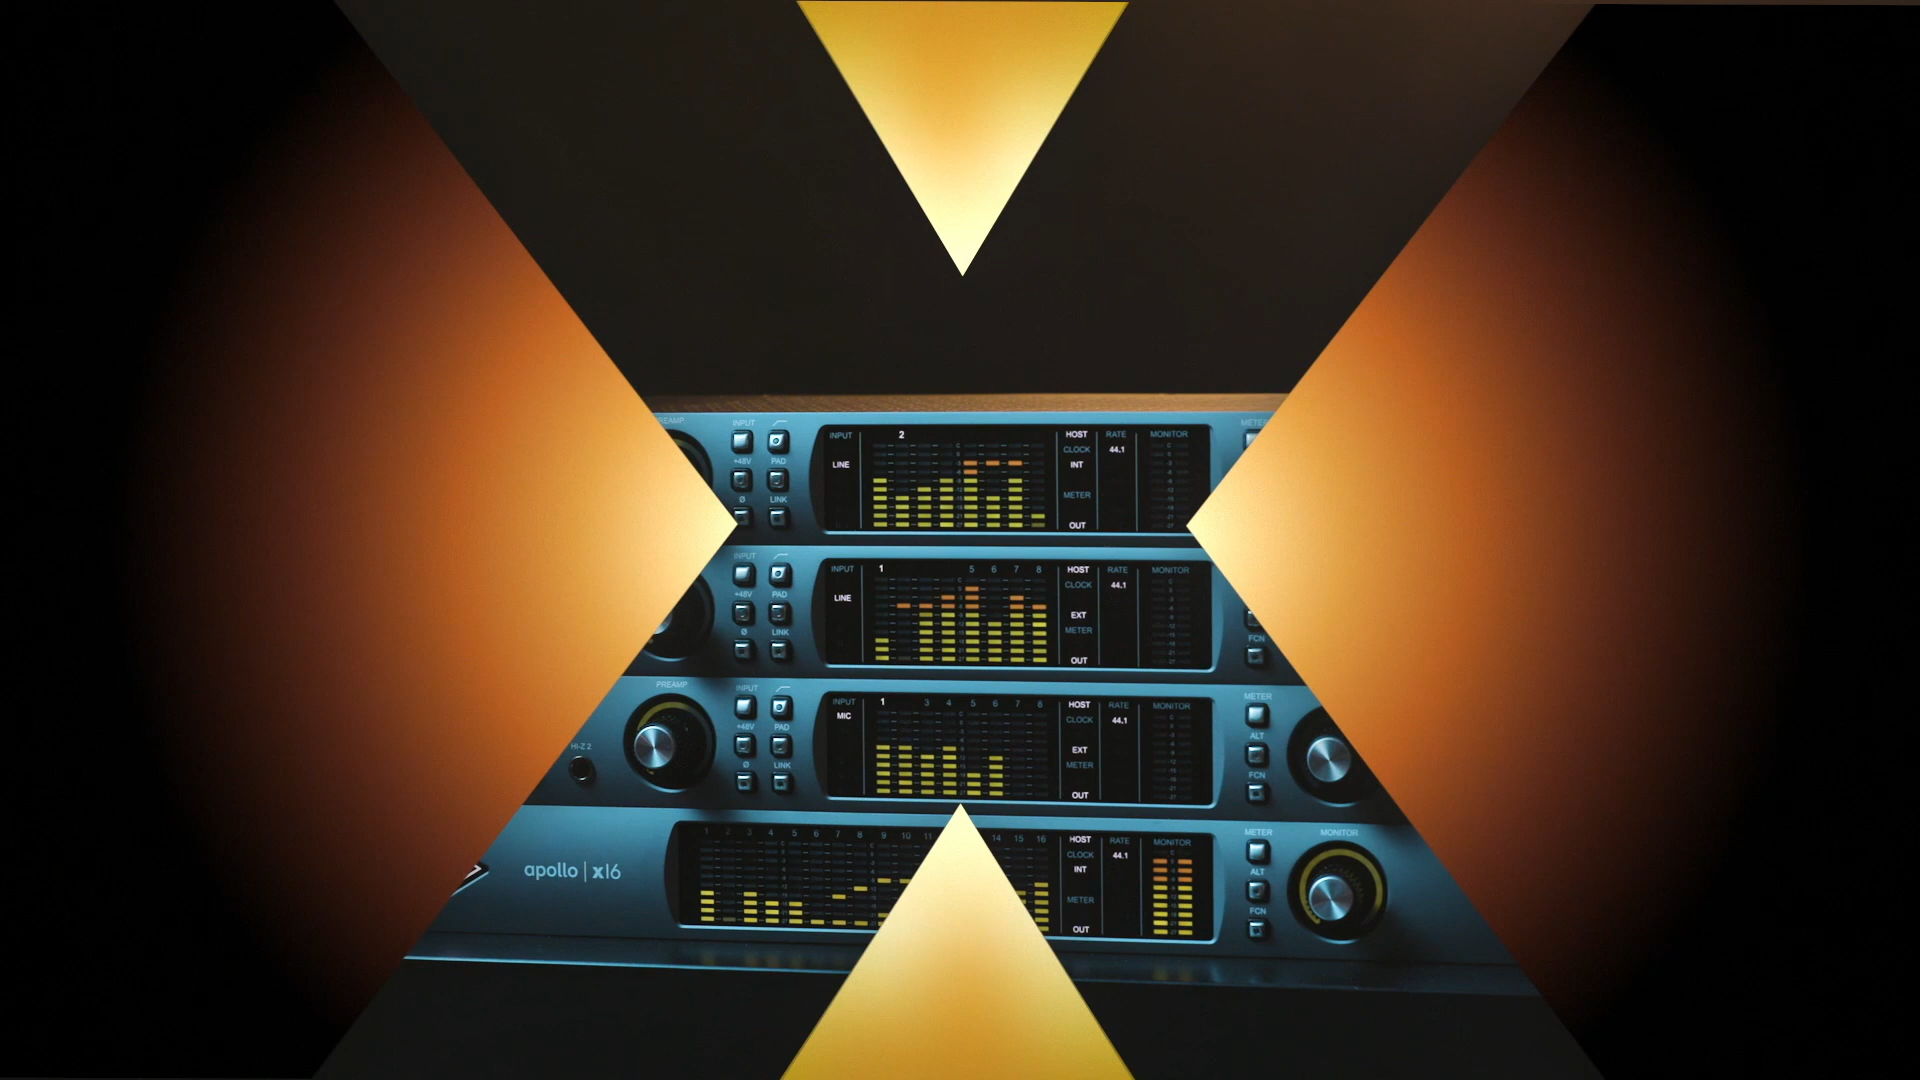 PREAMP INPUT INPUT 2 HOST RATE MONITOR METER
CLOCK 44.1
+48V PAD LINE INT
Ø LINK METER
OUT
INPUT INPUT 1 5 6 7 8 HOST RATE MONITOR
CLOCK 44.1
+48V PAD LINE EXT
Ø LINK METER FCN
OUT
PREAMP INPUT INPUT 1 3 4 5 6 7 8 HOST RATE MONITOR METER
MIC CLOCK 44.1
+48V PAD EXT ALT
HI-Z 2
Ø LINK METER FCN
OUT
1 2 3 4 5 6 7 8 9 10 11 14 15 16 HOST RATE MONITOR METER MONITOR
CLOCK 44.1
apollo | x16 INT ALT
METER FCN
OUT